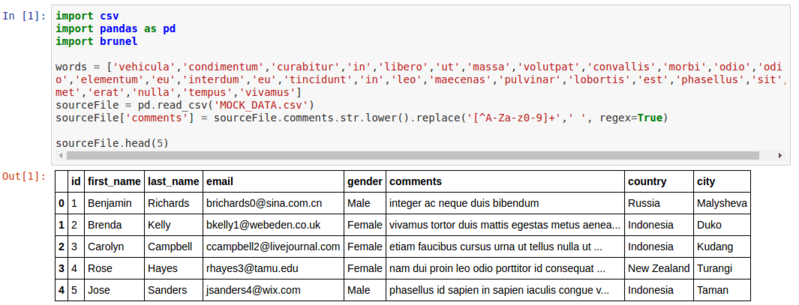 In [1]: import csv
import pandas as pd
import brunel
words = ['vehicula','condimentum','curabitur','in','libero','ut','massa','volutpat','convallis','morbi','odio','odi
o','elementum','eu','interdum','eu','tincidunt','in','leo','maecenas','pulvinar','lobortis','est','phasellus','sit',
met','erat','nulla','tempus','vivamus']
sourceFile = pd.read_csv('MOCK_DATA.csv')
sourceFile['comments'] = sourceFile.comments.str.lower().replace('[^A-Za-z0-9]+',' ', regex=True)
sourceFile.head(5)
Out[1]: id first_name last_name email gender comments country city
0 1 Benjamin Richards brichards0@sina.com.cn Male integer ac neque duis bibendum Russia Malysheva
1 2 Brenda Kelly bkelly1@webeden.co.uk Female vivamus tortor duis mattis egestas metus aenea... Indonesia Duko
2 3 Carolyn Campbell ccampbell2@livejournal.com Female etiam faucibus cursus urna ut tellus nulla ut ... Indonesia Kudang
3 4 Rose Hayes rhayes3@tamu.edu Female nam dui proin leo odio porttitor id consequat ... New Zealand Turangi
4 5 Jose Sanders jsanders4@wix.com Male phasellus id sapien in sapien iaculis congue v... Indonesia Taman